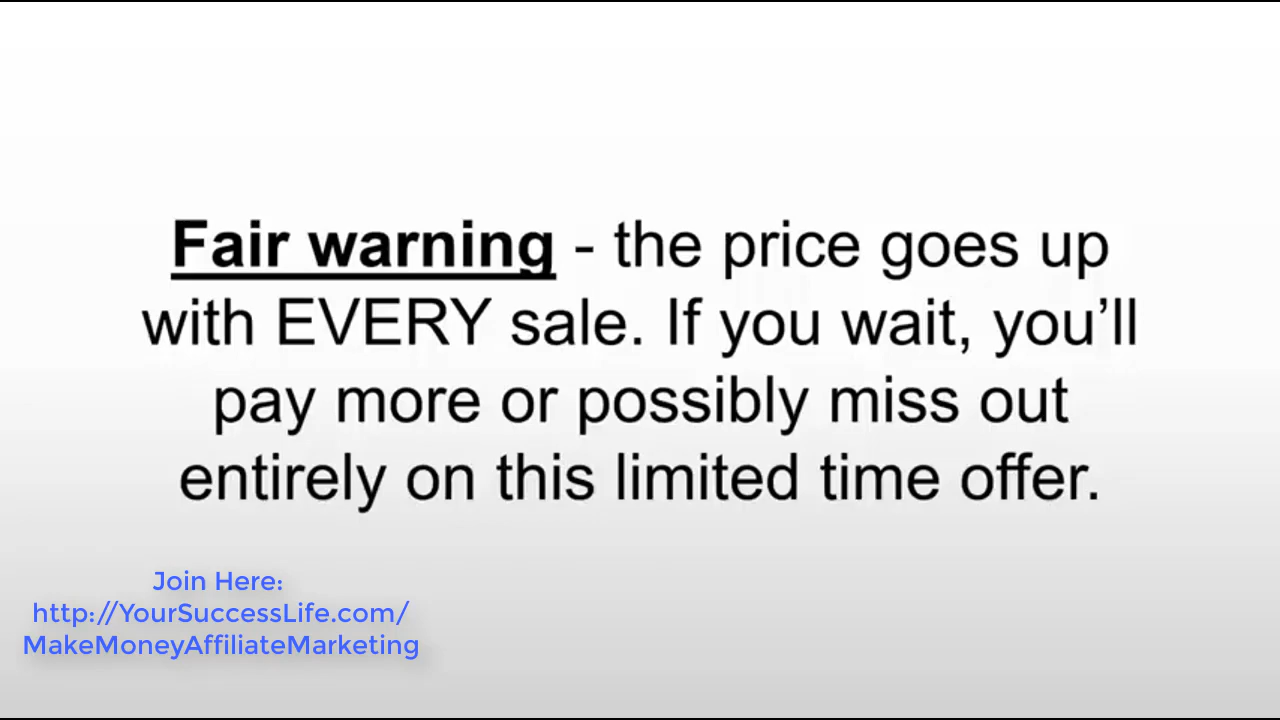 Fair warning - the price goes up
with EVERY sale. If you wait, you’ll
pay more or possibly miss out
entirely on this limited time offer.
Join Here:
http://YourSuccessLife.com/
MakeMoneyAffiliateMarketing